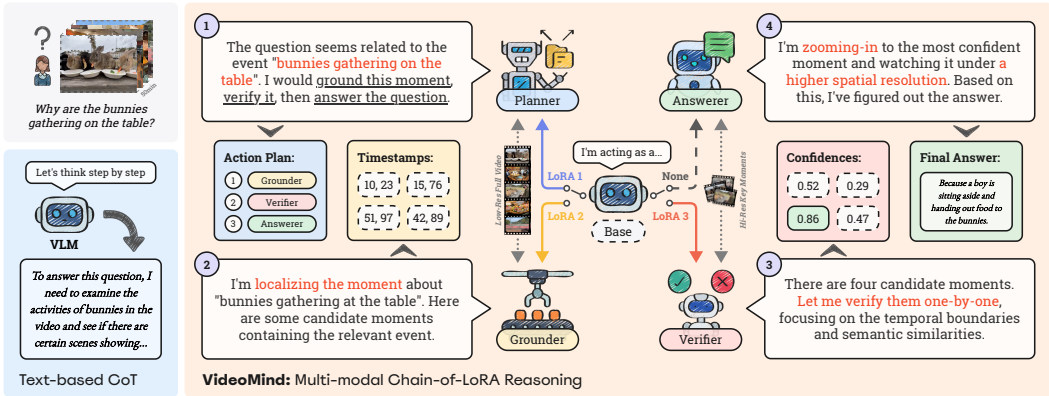 50min
Why are the bunnies
gathering on the table?
Let's think step by step
VLM
To answer this question, I
need to examine the
activities of bunnies in the
video and see if there are
certain scenes showing...
Text-based CoT
1
The question seems related to the
event "bunnies gathering on the
table". I would ground this moment,
verify it, then answer the question.
Planner
Action Plan:
1 Grounder
2 Verifier
3 Answerer
Timestamps:
10, 23
15, 76
51, 97
42, 89
2
I'm localizing the moment about
"bunnies gathering at the table". Here
are some candidate moments
containing the relevant event.
Grounder
Low-Res Full Video
I'm acting as a...
LoRA 1
None
LoRA 2
LoRA 3
Base
Hi-Res Key Moments
Answerer
4
I'm zooming-in to the most confident
moment and watching it under a
higher spatial resolution. Based on
this, I've figured out the answer.
Confidences:
0.52
0.29
0.86
0.47
Final Answer:
Because a boy is
sitting aside and
handing out food to
the bunnies.
3
There are four candidate moments.
Let me verify them one-by-one,
focusing on the temporal boundaries
and semantic similarities.
Verifier
VideoMind: Multi-modal Chain-of-LoRA Reasoning